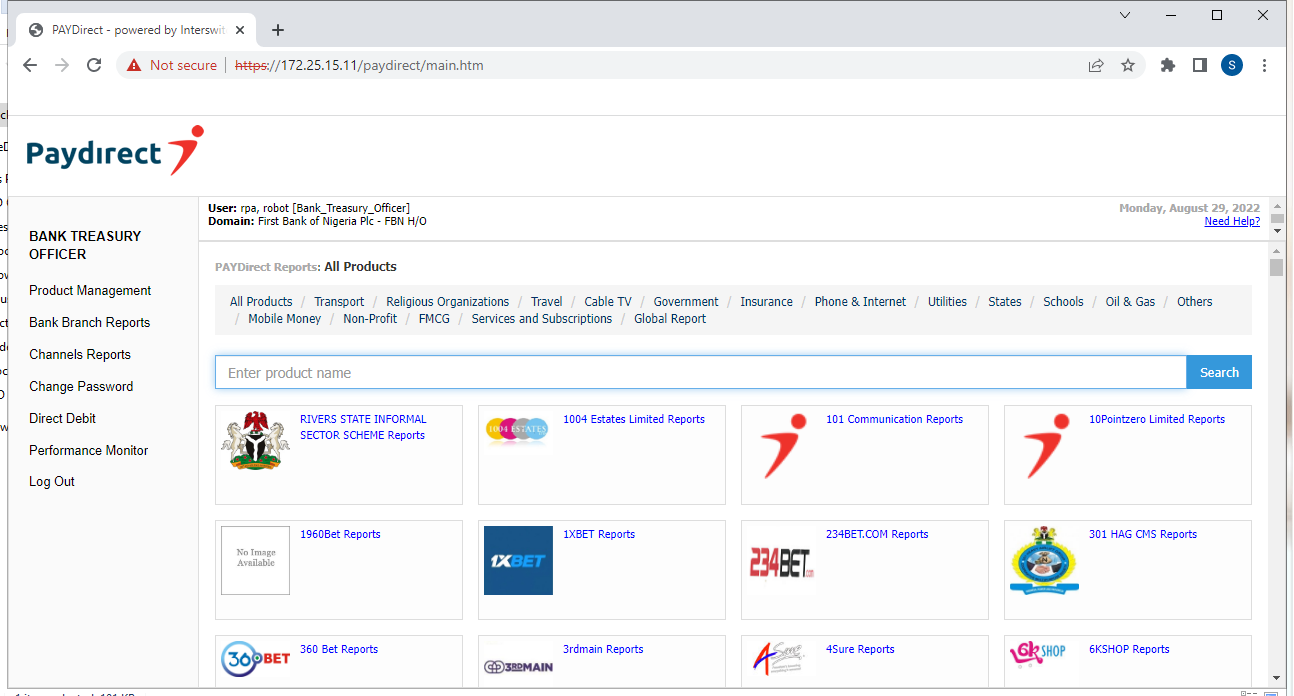 PAYDirect - powered by Interswit
Not secure | https://172.25.15.11/paydirect/main.htm
S
Paydirect
User: rpa, robot [Bank_Treasury_Officer]
Domain: First Bank of Nigeria Plc - FBN H/O
Monday, August 29, 2022
Need Help?
BANK TREASURY
OFFICER
Product Management
Bank Branch Reports
Channels Reports
Change Password
Direct Debit
Performance Monitor
Log Out
PAYDirect Reports: All Products
All Products / Transport / Religious Organizations / Travel / Cable TV / Government / Insurance / Phone & Internet / Utilities / States / Schools / Oil & Gas / Others
/ Mobile Money / Non-Profit / FMCG / Services and Subscriptions / Global Report
Enter product name
Search
RIVERS STATE INFORMAL
SECTOR SCHEME Reports
1004 ESTATES
1004 Estates Limited Reports
101 Communication Reports
10Pointzero Limited Reports
No Image
Available
1960Bet Reports
1XBET
1XBET Reports
234BET.com
234BET.COM Reports
301 HAG CMS Reports
360BET
360 Bet Reports
3RDMAIN
3rdmain Reports
4Sure
4Sure Reports
6kSHOP
6KSHOP Reports